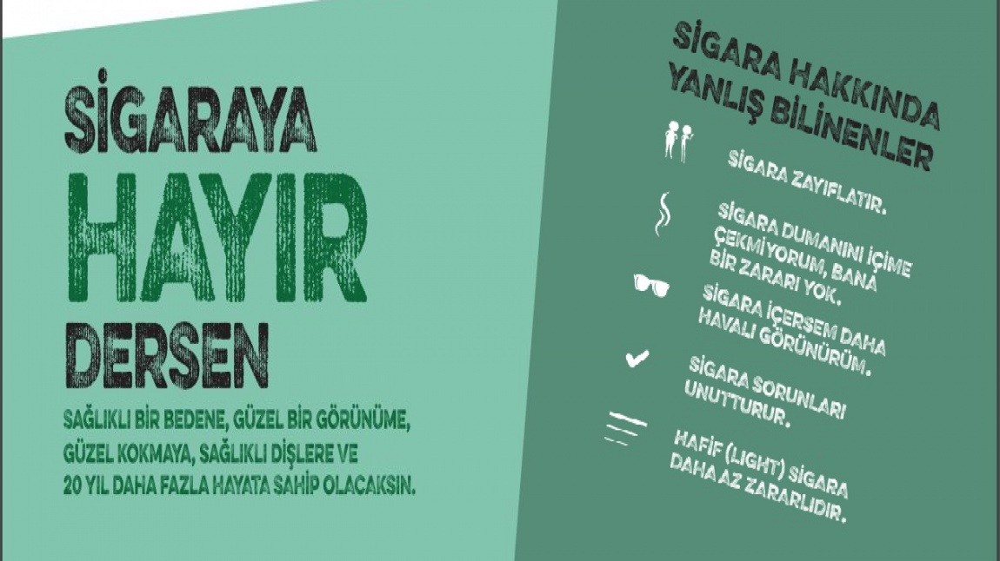 SİGARAYA
HAYIR
DERSEN
SAĞLIKLI BİR BEDENE, GÜZEL BİR GÖRÜNÜME,
GÜZEL KOKMAYA, SAĞLIKLI DİŞLERE VE
20 YIL DAHA FAZLA HAYATA SAHİP OLACAKSIN.
SİGARA HAKKINDA
YANLIŞ BİLİNENLER
SİGARA ZAYIFLATIR.
SİGARA DUMANINI İÇİME
ÇEKMİYORUM, BANA
BİR ZARARI YOK.
SİGARA İÇERSEM DAHA
HAVALI GÖRÜNÜRÜM.
SİGARA SORUNLARI
UNUTTURUR.
HAFİF (LIGHT) SİGARA
DAHA AZ ZARARLIDIR.